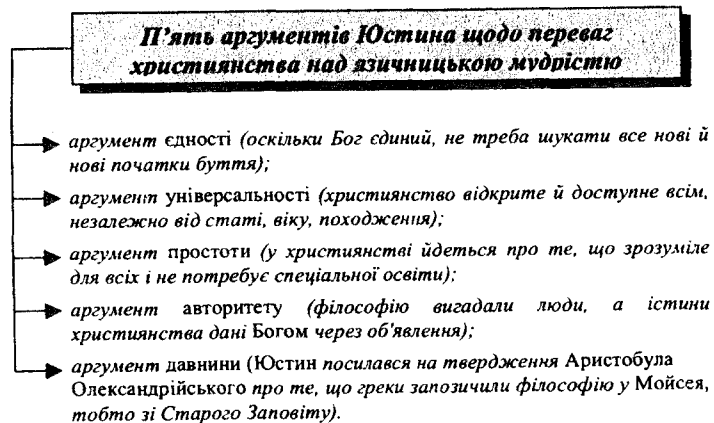 П'ять аргументів Юстина щодо переваг
християнства над язичницькою мудрістю
аргумент єдності (оскільки Бог єдиний, не треба шукати все нові й
нові початки буття);
аргумент універсальності (християнство відкрите й доступне всім,
незалежно від статі, віку, походження);
аргумент простоти (у християнстві йдеться про те, що зрозуміле
для всіх і не потребує спеціальної освіти);
аргумент авторитету (філософію вигадали люди, а істини
християнства дані Богом через об'явлення);
аргумент давнини (Юстин посилався на твердження Аристобула
Олександрійського про те, що греки запозичили філософію у Мойсея,
тобто зі Старого Заповіту).